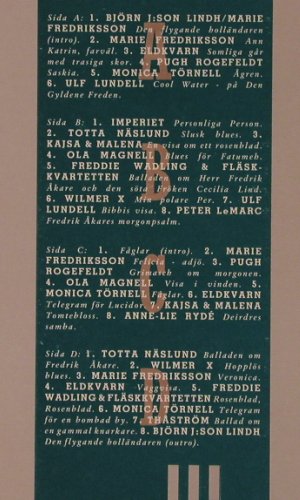 Sida A: 1. BJÖRN J:SON LINDH/MARIE
FREDRIKSSON Den flygande holländaren
(intro). 2. MARIE FREDRIKSSON Ann
Katrin, farväl. 3. ELDKVARN Somliga går
med trasiga skor. 4. PUGH ROGEFELDT
Saskia. 5. MONICA TÖRNELL Ågren.
6. ULF LUNDELL Cool Water - på Den
Gyldene Freden.
Sida B: 1. IMPERIET Personliga Person.
2. TOTTA NÄSLUND Slusk blues. 3.
KAJSA & MALENA En visa om ett rosenblad.
4. OLA MAGNELL Blues för Fatumeh.
5. FREDDIE WADLING & FLÄSK-
KVARTETTEN Balladen om Herr Fredrik
Åkare och den söta Fröken Cecilia Lind.
6. WILMER X Min polare Per. 7. ULF
LUNDELL Bibbis visa. 8. PETER LeMARC
Fredrik Åkares morgonpsalm.
Sida C: 1. Fåglar (intro). 2. MARIE
FREDRIKSSON Felicia - adjö. 3. PUGH
ROGEFELDT Grimasch om morgonen.
4. OLA MAGNELL Visa i vinden.
5. MONICA TÖRNELL Fåglar. 6. ELDKVARN
Telegram för Lucidor. 7. KAJSA & MALENA
Tomtebloss. 8. ANNE-LIE RYDÉ Deirdres
samba.
Sida D: 1. TOTTA NÄSLUND Balladen om
Fredrik Åkare. 2. WILMER X Hopplös
blues. 3. MARIE FREDRIKSSON Veronica.
4. ELDKVARN Vaggvisa. 5. FREDDIE
WADLING & FLÄSKKVARTETTEN Rosenblad,
Rosenblad. 6. MONICA TÖRNELL Telegram
för en bombad by. 7. THÅSTRÖM Ballad om
en gammal knarkare. 8. BJÖRN J:SON LINDH
Den flygande holländaren (outro).